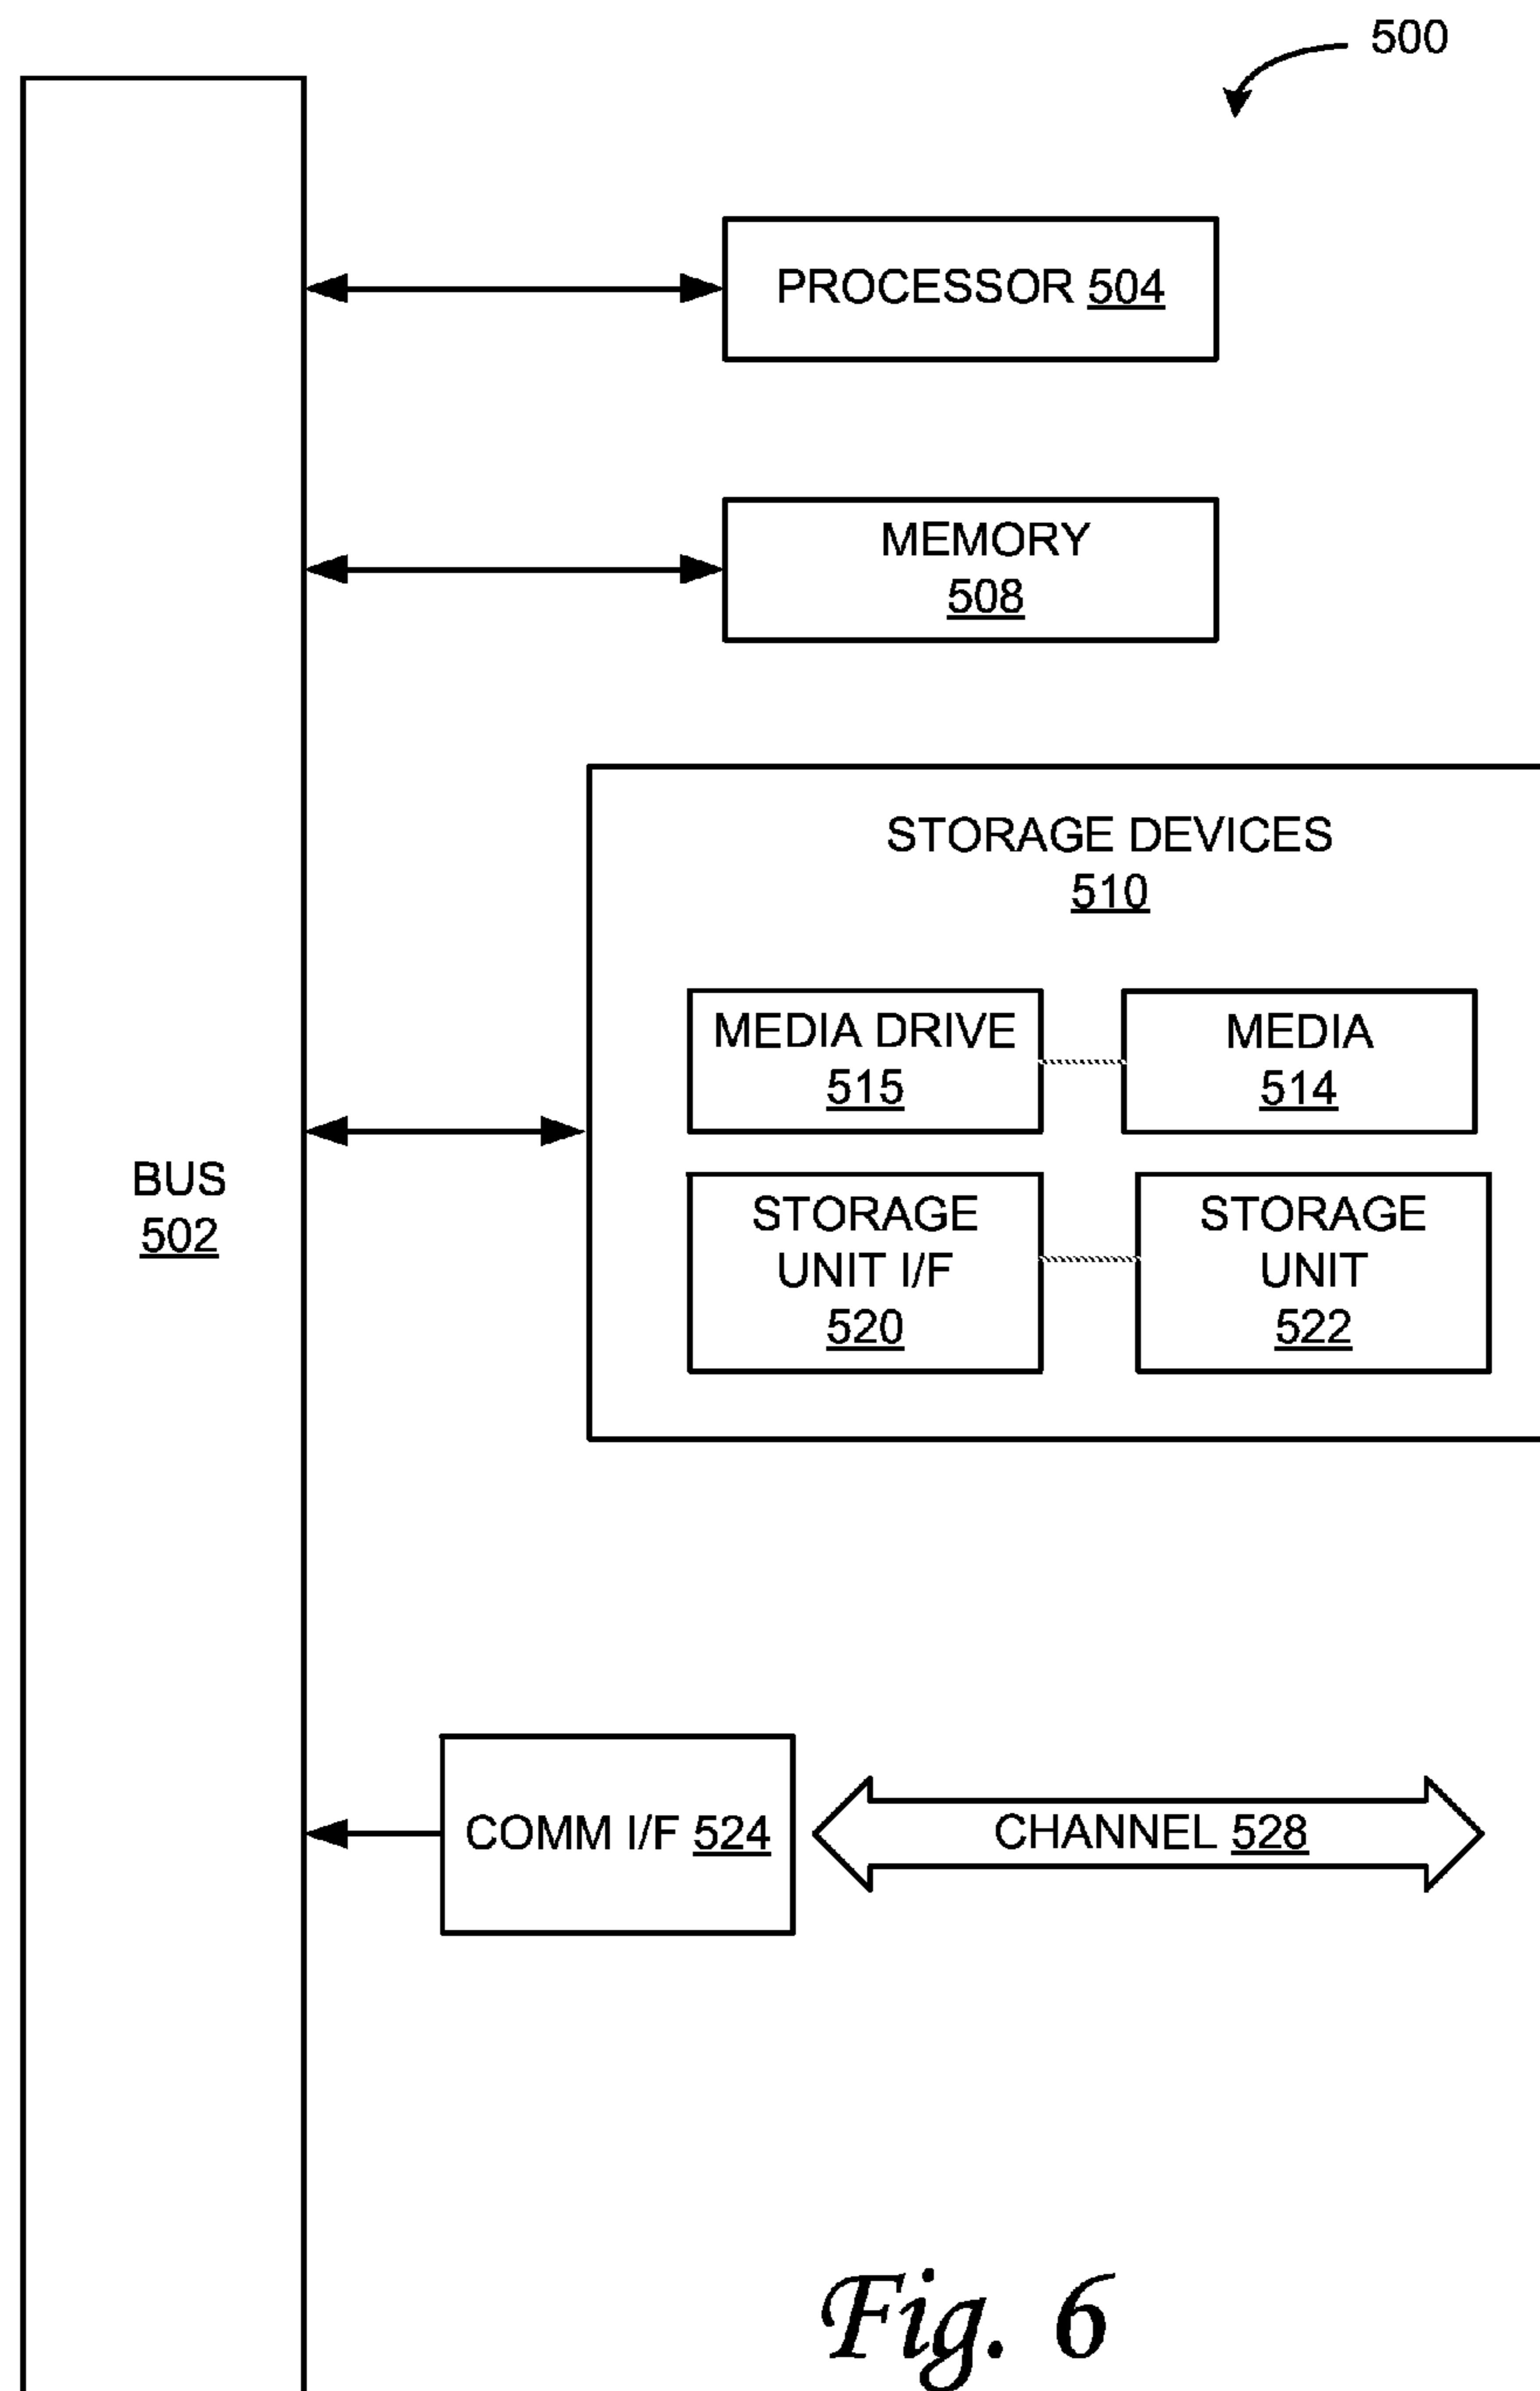 500
PROCESSOR 504
MEMORY
508
STORAGE DEVICES
510
MEDIA DRIVE
515
MEDIA
514
BUS
502
STORAGE
UNIT I/F
520
STORAGE
UNIT
522
COMM I/F 524
CHANNEL 528
Fig. 6